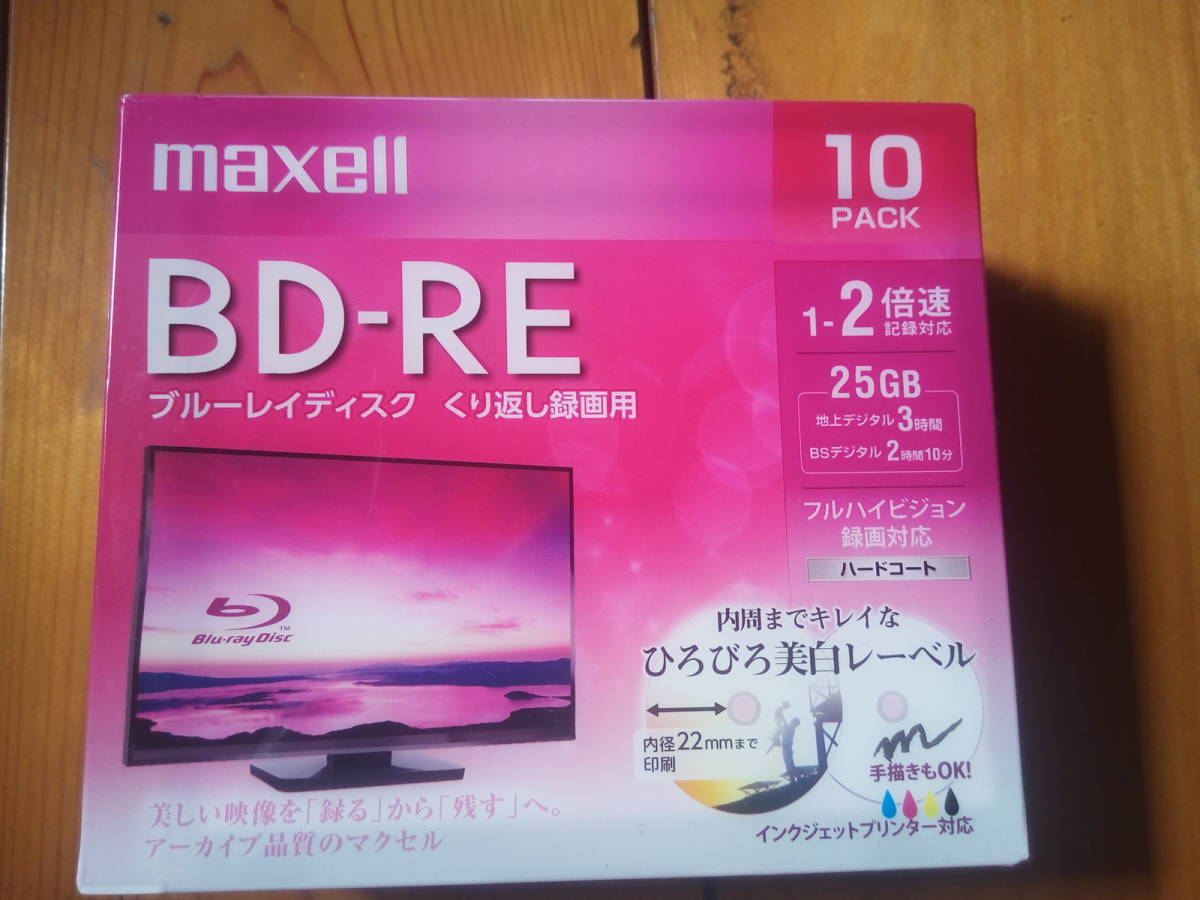 maxell
10
PACK
BD-RE
ブルーレイディスク くり返し録画用
1-2倍速
記録対応
25GB
地上デジタル 3時間
BSデジタル 2時間10分
フルハイビジョン
録画対応
ハードコート
Blu-ray Disc
TM
内周までキレイな
ひろびろ美白レーベル
内径22mmまで
印刷
m
手描きもOK!
インクジェットプリンター対応
美しい映像を「録る」から「残す」へ。
アーカイブ品質のマクセル